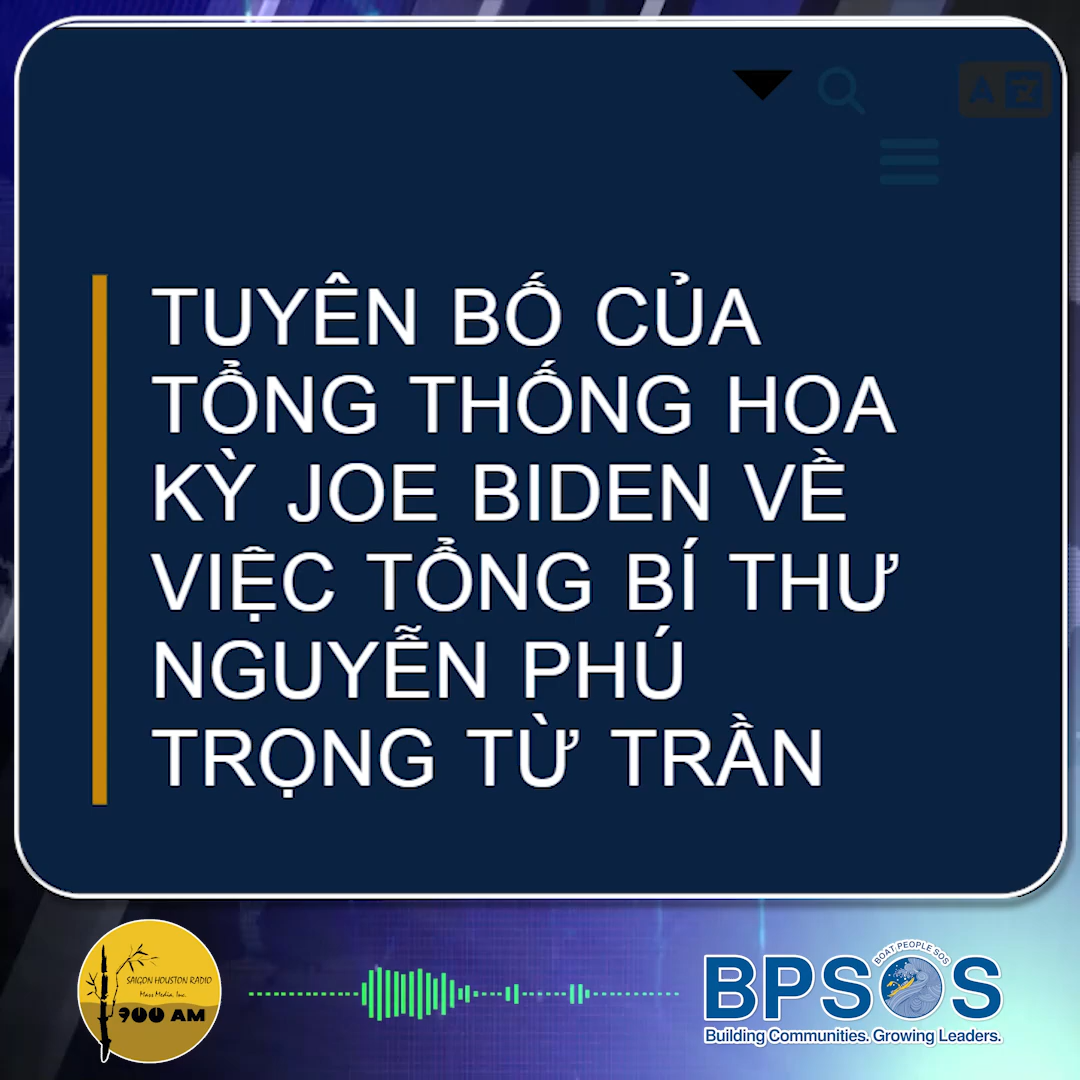 A Z
TUYÊN BỐ CỦA
TỔNG THỐNG HOA
KỲ JOE BIDEN VỀ
VIỆC TỔNG BÍ THƯ
NGUYỄN PHÚ
TRỌNG TỪ TRẦN
SAIGON HOUSTON RADIO
Mass Media, Inc.
900 AM
BOAT PEOPLE SOS
BPSOS
Building Communities. Growing Leaders.